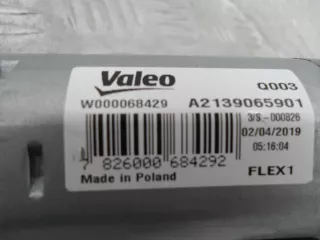 Valeo Q003
W000068429 A2139065901
3/S.-000826
02/04/2019
05:16:04
7 826000 684292
Made in Poland FLEX1